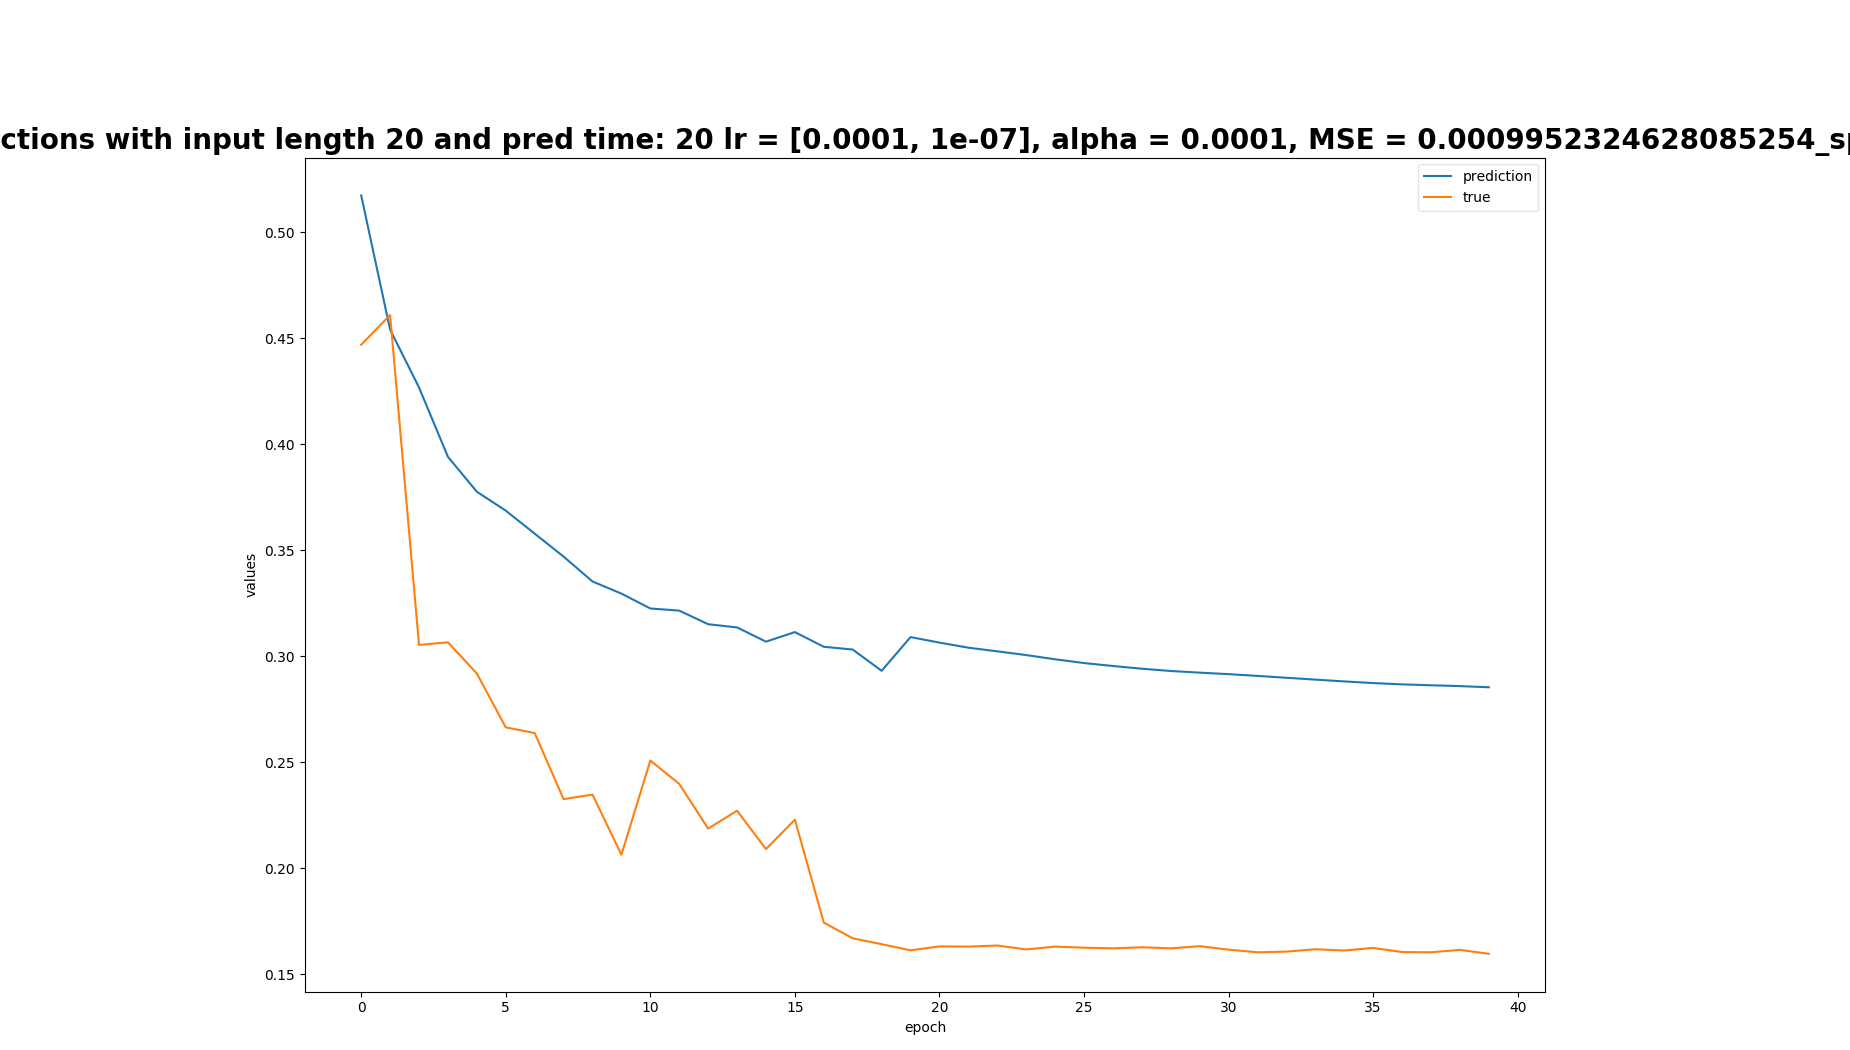 ctions with input length 20 and pred time: 20 lr = [0.0001, 1e-07], alpha = 0.0001, MSE = 0.0009952324628085254_sp
prediction
true
0.50
0.45
0.40
0.35
0.30
0.25
0.20
0.15
values
0 5 10 15 20 25 30 35 40
epoch